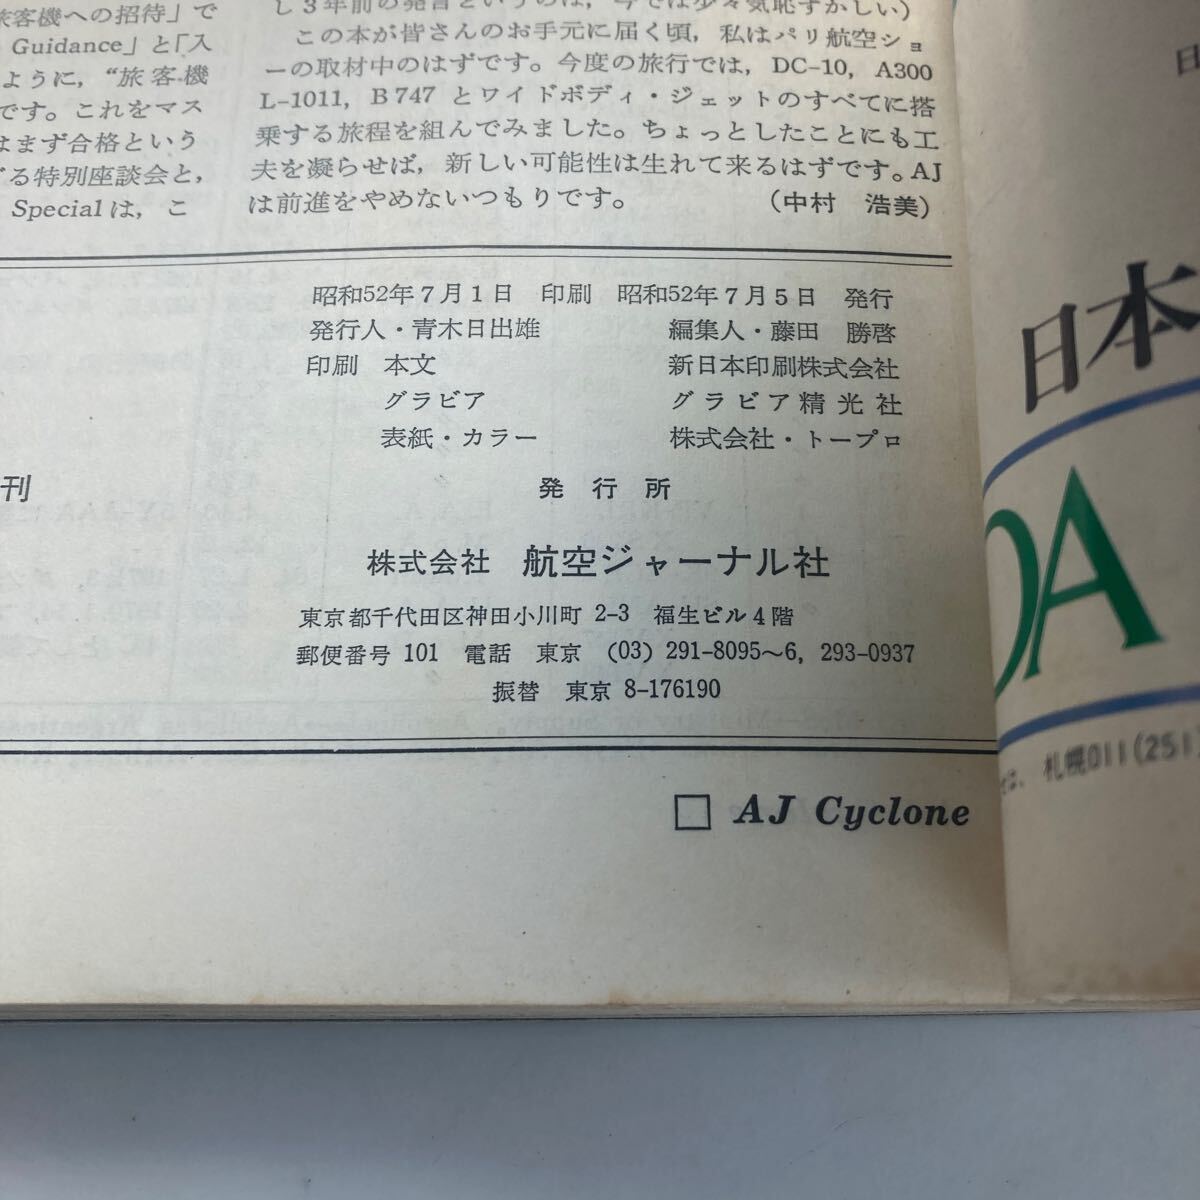 旅客機への招待」で
Guidance」と「入
ように，“旅客機
です。これをマス
はまず合格という
る特別座談会と，
Specialは，こ
し3年前の発言というのは，今では少々気恥ずかしい）
この本が皆さんのお手元に届く頃，私はパリ航空ショ
ーの取材中のはずです。今度の旅行では，DC-10，A300
L-1011，B747とワイドボディ・ジェットのすべてに搭
乗する旅程を組んでみました。ちょっとしたことにも工
夫を凝らせば，新しい可能性は生れて来るはずです。AJ
は前進をやめないつもりです。　（中村　浩美）
昭和52年7月1日　印刷　昭和52年7月5日　発行
発行人・青木日出雄　編集人・藤田　勝啓
印刷　本文　新日本印刷株式会社
グラビア　グラビア精光社
表紙・カラー　株式会社・トープロ
刊
発　行　所
株式会社　航空ジャーナル社
東京都千代田区神田小川町 2-3　福生ビル4階
郵便番号 101　電話　東京　(03) 291-8095〜6, 293-0937
振替　東京 8-176190
□ AJ Cyclone
日
日本
DA
は、札幌011(251)